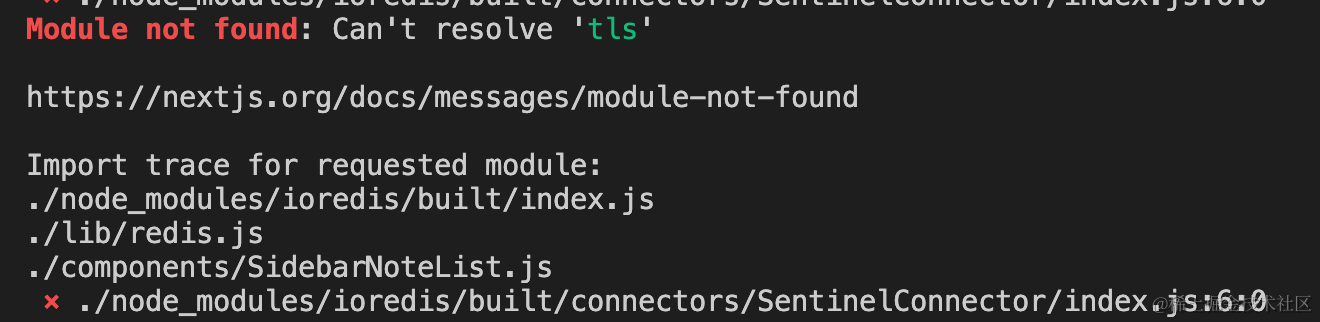 × ./node_modules/ioredis/built/connectors/SentinelConnector/index.js:6:0
Module not found: Can't resolve 'tls'
https://nextjs.org/docs/messages/module-not-found
Import trace for requested module:
./node_modules/ioredis/built/index.js
./lib/redis.js
./components/SidebarNoteList.js
× ./node_modules/ioredis/built/connectors/SentinelConnector/index.js:6:0
@稀土掘金技术社区